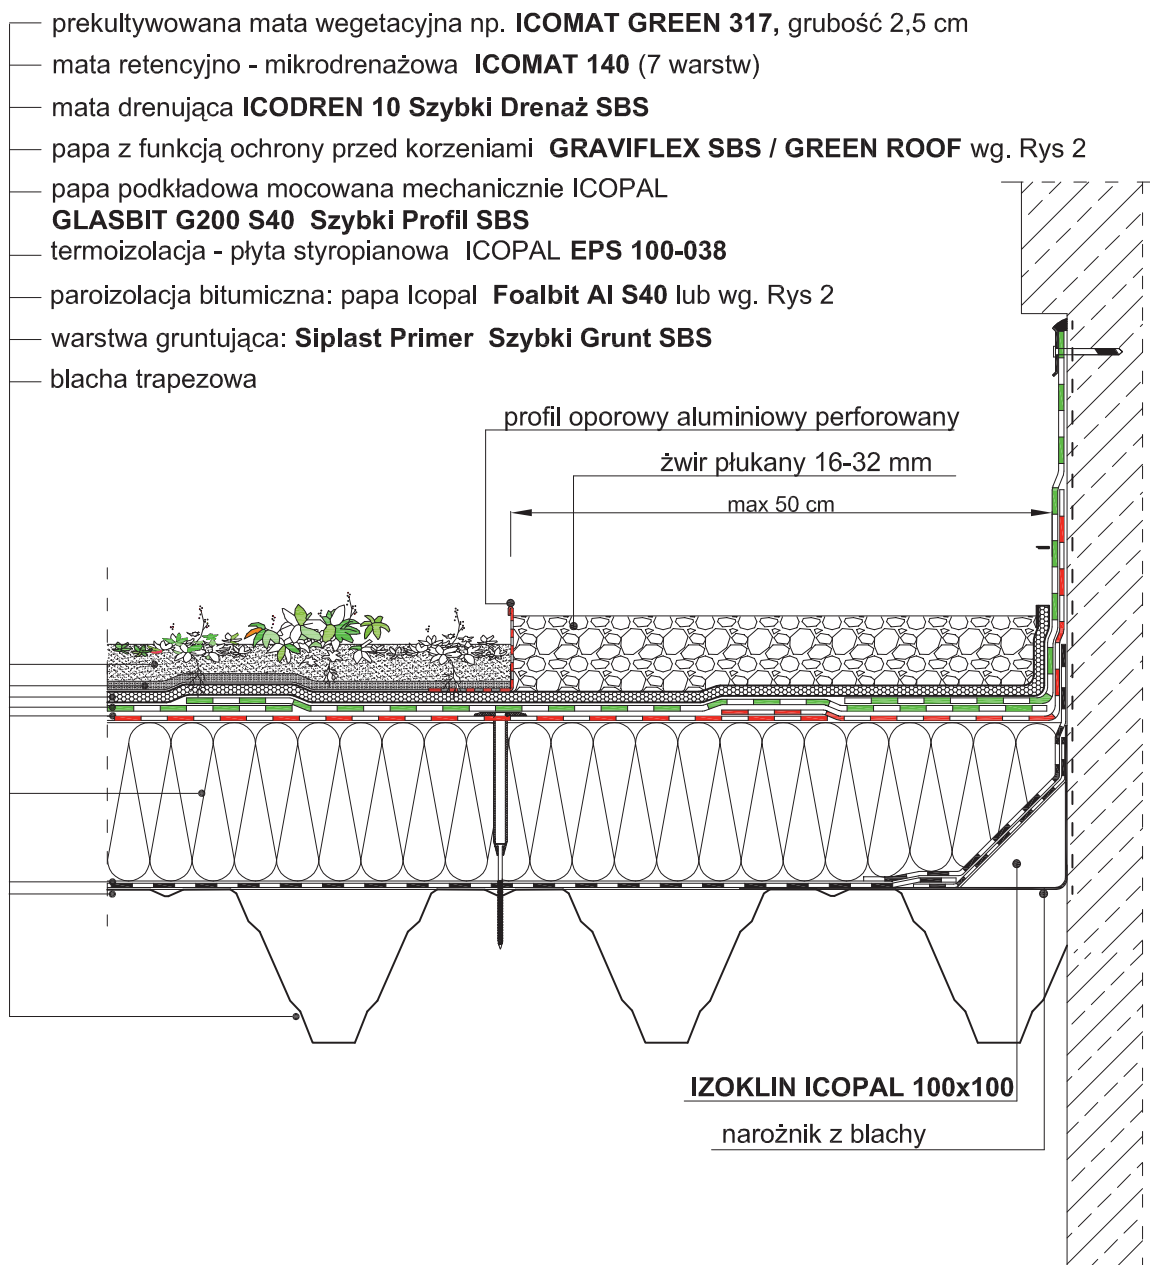 prekultywowana mata wegetacyjna np. ICOMAT GREEN 317, grubość 2,5 cm
mata retencyjno - mikrodrenażowa ICOMAT 140 (7 warstw)
mata drenująca ICODREN 10 Szybki Drenaż SBS
papa z funkcją ochrony przed korzeniami GRAVIFLEX SBS / GREEN ROOF wg. Rys 2
papa podkładowa mocowana mechanicznie ICOPAL
GLASBIT G200 S40 Szybki Profil SBS
termoizolacja - płyta styropianowa ICOPAL EPS 100-038
paroizolacja bitumiczna: papa Icopal Foalbit Al S40 lub wg. Rys 2
warstwa gruntująca: Siplast Primer Szybki Grunt SBS
blacha trapezowa
profil oporowy aluminiowy perforowany
żwir płukany 16-32 mm
max 50 cm
IZOKLIN ICOPAL 100x100
narożnik z blachy